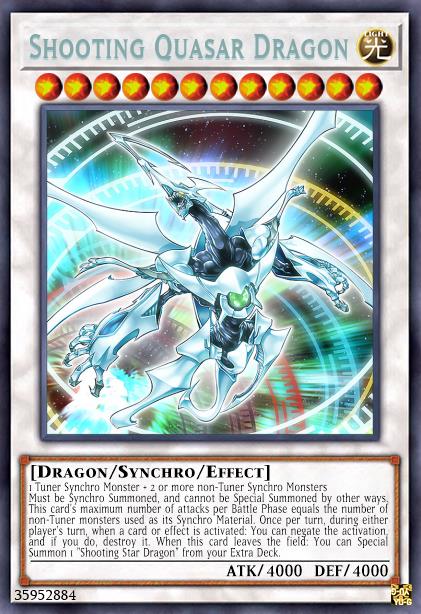 SHOOTING QUASAR DRAGON
LIGHT
光
[DRAGON/SYNCHRO/EFFECT]
1 Tuner Synchro Monster + 2 or more non-Tuner Synchro Monsters
Must be Synchro Summoned, and cannot be Special Summoned by other ways.
This card's maximum number of attacks per Battle Phase equals the number of
non-Tuner monsters used as its Synchro Material. Once per turn, during either
player's turn, when a card or effect is activated: You can negate the activation,
and if you do, destroy it. When this card leaves the field: You can Special
Summon 1 "Shooting Star Dragon" from your Extra Deck.
ATK/4000 DEF/4000
35952884